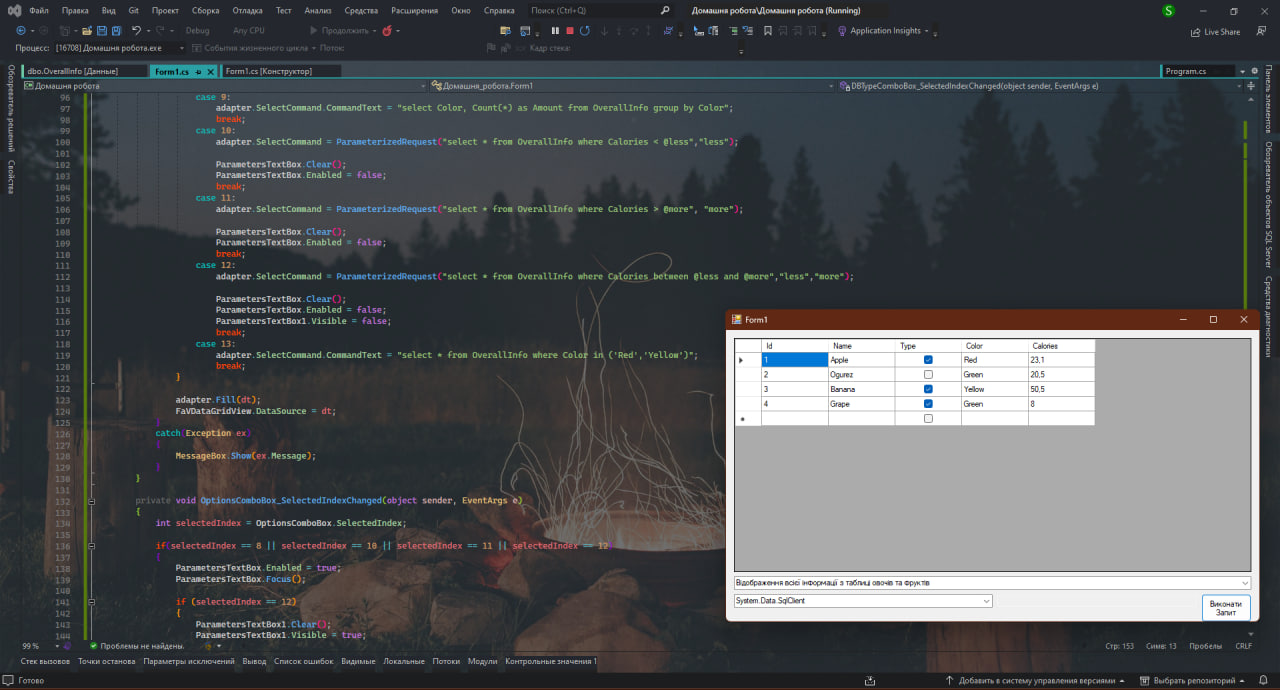 Файл Правка Вид Git Проект Сборка Отладка Тест Анализ Средства Расширения Окно Справка Поиск (Ctrl+Q) Домашня робота\Домашня робота (Running) S
Debug Any CPU Продолжить Application Insights Live Share
Процесс: [16708] Домашня робота.exe События жизненного цикла Поток: Кадр стека:
dbo.OverallInfo [Данные] Form1.cs Form1.cs [Конструктор] Program.cs
Домашня робота Домашня_робота.Form1 DBTypeComboBox_SelectedIndexChanged(object sender, EventArgs e)
Обозреватель решений Свойства
Панель элементов Обозреватель объектов SQL Server Средства диагностики
96 case 9:
97 adapter.SelectCommand.CommandText = "select Color, Count(*) as Amount from OverallInfo group by Color";
98 break;
99 case 10:
100 adapter.SelectCommand = ParameterizedRequest("select * from OverallInfo where Calories < @less","less");
101
102 ParametersTextBox.Clear();
103 ParametersTextBox.Enabled = false;
104 break;
105 case 11:
106 adapter.SelectCommand = ParameterizedRequest("select * from OverallInfo where Calories > @more", "more");
107
108 ParametersTextBox.Clear();
109 ParametersTextBox.Enabled = false;
110 break;
111 case 12:
112 adapter.SelectCommand = ParameterizedRequest("select * from OverallInfo where Calories between @less and @more","less","more");
113
114 ParametersTextBox.Clear();
115 ParametersTextBox.Enabled = false;
116 ParametersTextBox1.Visible = false;
117 break;
118 case 13:
119 adapter.SelectCommand.CommandText = "select * from OverallInfo where Color in ('Red','Yellow')";
120 break;
121 }
122
123 adapter.Fill(dt);
124 FaVDataGridView.DataSource = dt;
125 }
126 catch(Exception ex)
127 {
128 MessageBox.Show(ex.Message);
129 }
130 }
131
132 private void OptionsComboBox_SelectedIndexChanged(object sender, EventArgs e)
133 {
134 int selectedIndex = OptionsComboBox.SelectedIndex;
135
136 if(selectedIndex == 8 || selectedIndex == 10 || selectedIndex == 11 || selectedIndex == 12)
137 {
138 ParametersTextBox.Enabled = true;
139 ParametersTextBox.Focus();
140
141 if (selectedIndex == 12)
142 {
143 ParametersTextBox1.Clear();
144 ParametersTextBox1.Visible = true;
Form1
Id Name Type Color Calories
1 Apple Red 23,1
2 Ogurez Green 20,5
3 Banana Yellow 50,5
4 Grape Green 8
Відображення всієї інформації з таблиці овочів та фруктів
System.Data.SqlClient
Виконати
Запит
99 % Проблемы не найдены. Стр: 153 Симв: 13 Пробелы CRLF
Стек вызовов Точки останова Параметры исключений Вывод Список ошибок Видимые Локальные Потоки Модули Контрольные значения 1
Готово Добавить в систему управления версиями Выбрать репозиторий